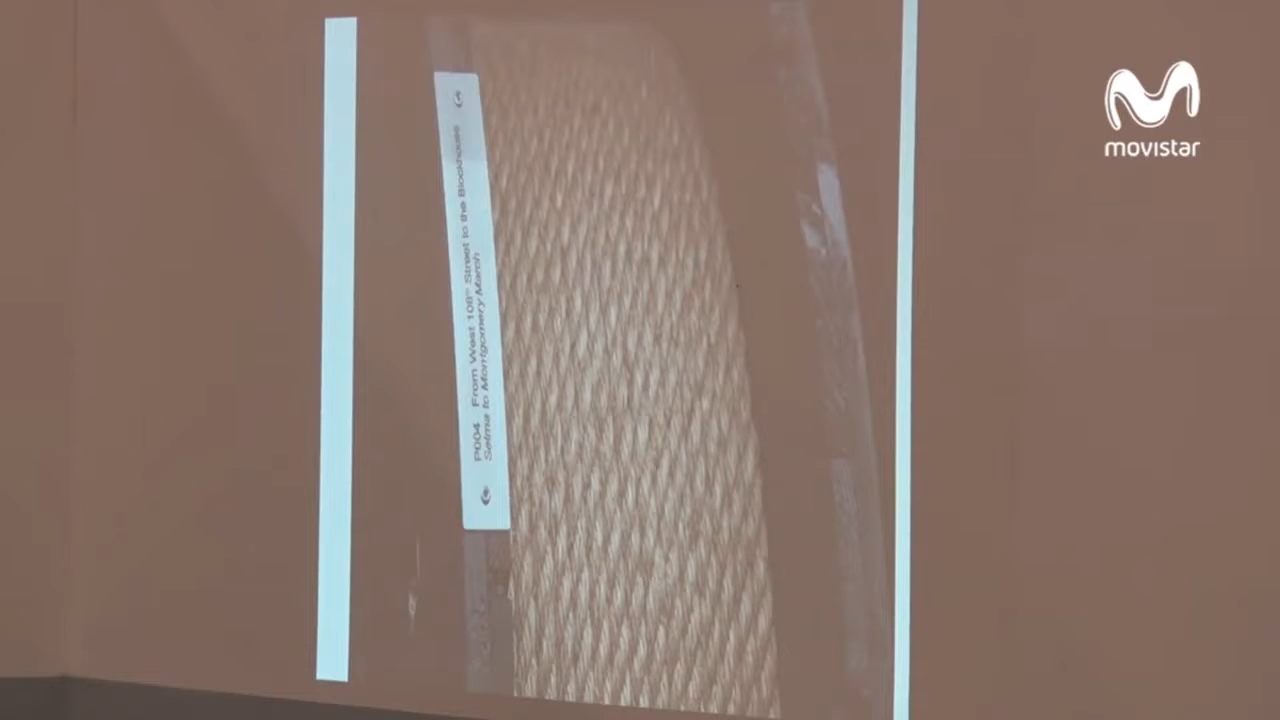 P004 From West 108th Street to the Blockhouse
Selma to Montgomery March
movistar